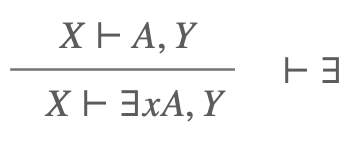 X ⊢ A, Y
⊢ ∃
X ⊢ ∃xA, Y